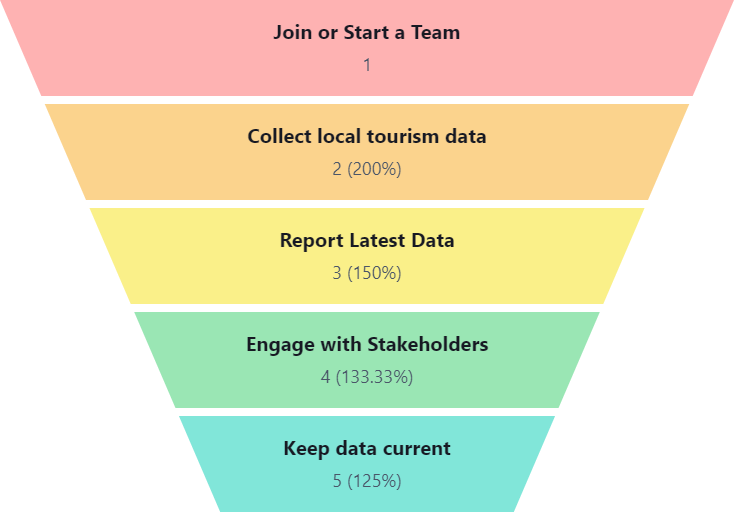 Join or Start a Team
1
Collect local tourism data
2 (200%)
Report Latest Data
3 (150%)
Engage with Stakeholders
4 (133.33%)
Keep data current
5 (125%)